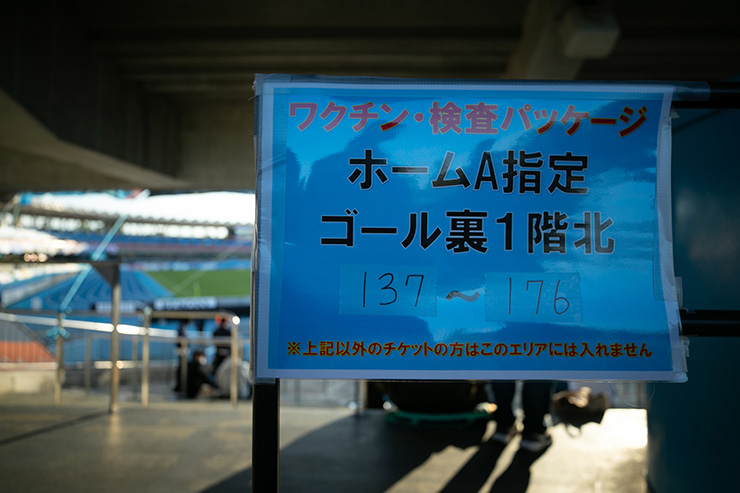 ワクチン・検査パッケージ
ホームA指定
ゴール裏1階北
137 〜 176
※上記以外のチケットの方はこのエリアには入れません